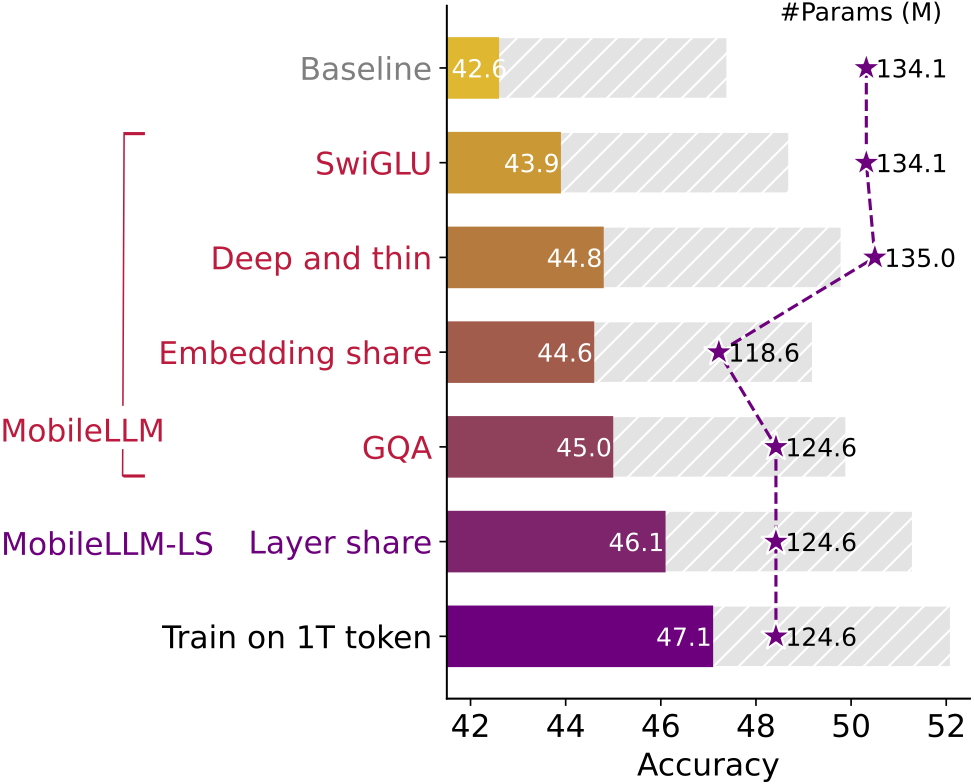 #Params (M)
Baseline 42.6 134.1
SwiGLU 43.9 134.1
Deep and thin 44.8 135.0
Embedding share 44.6 118.6
MobileLLM
GQA 45.0 124.6
MobileLLM-LS Layer share 46.1 124.6
Train on 1T token 47.1 124.6
42 44 46 48 50 52
Accuracy